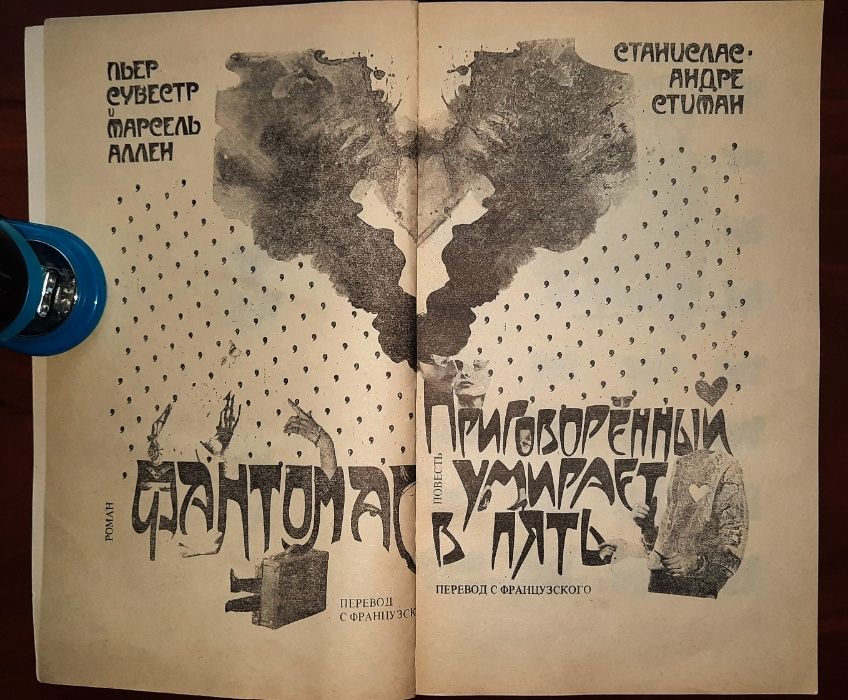 ПЬЕР
СУВЕСТР
и
МАРСЕЛЬ
АЛЛЕН
РОМАН
ФАНТОМАС
ПЕРЕВОД
С ФРАНЦУЗСК
СТАНИСЛАС-
АНДРЕ
СТИМАН
ПОВЕСТЬ
ПРИГОВОРЁННЫЙ
УМИРАЕТ
В ПЯТЬ
ПЕРЕВОД С ФРАНЦУЗСКОГО